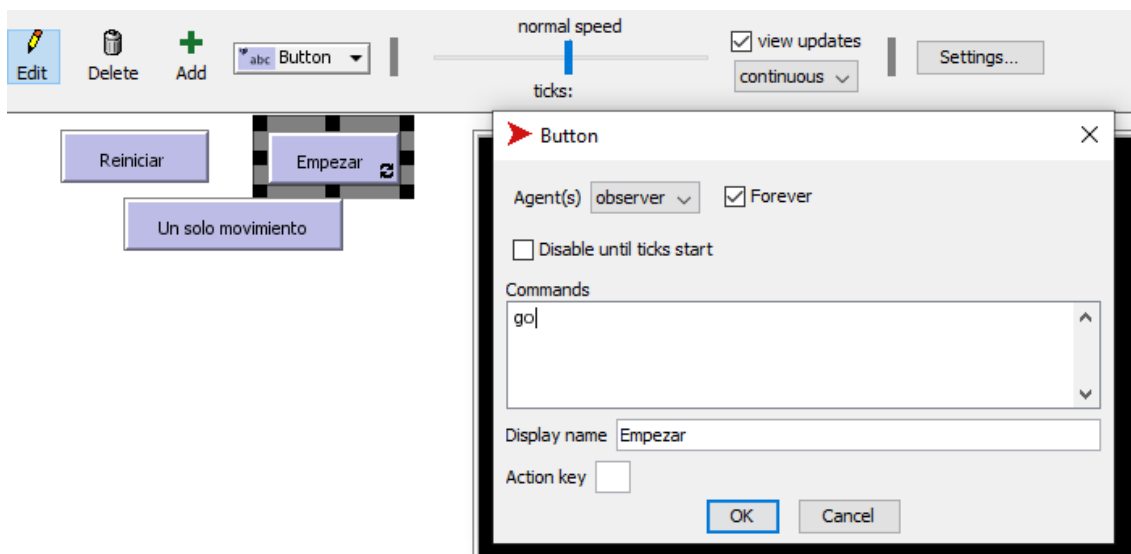 normal speed
Edit
Delete
Add
abc Button
view updates
continuous
Settings...
ticks:
Reiniciar
Empezar
Un solo movimiento
Button
Agent(s) observer Forever
Disable until ticks start
Commands
go
Display name Empezar
Action key
OK Cancel